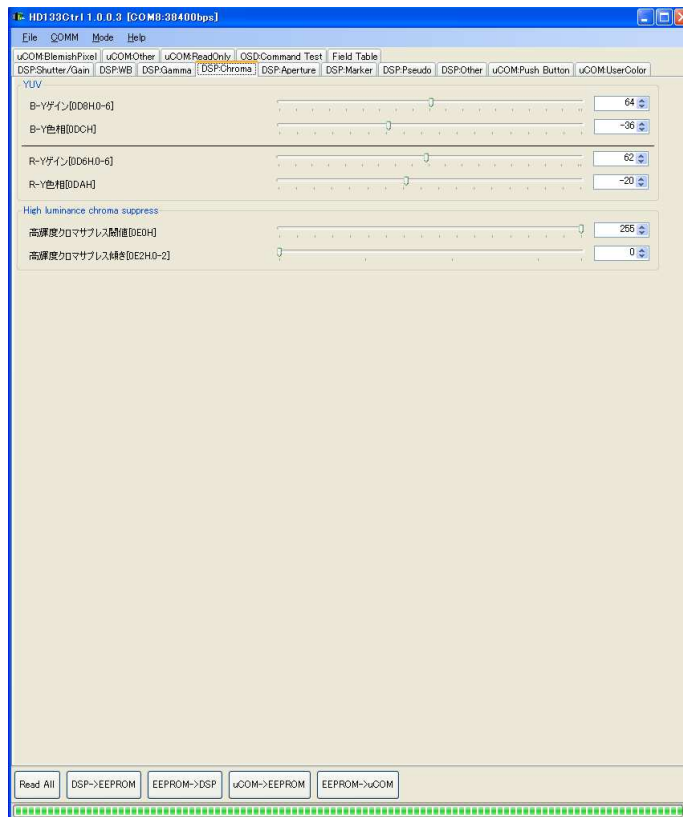 HD133Ctrl 1.0.0.3 [COM8:38400bps]
File COMM Mode Help
uCOM:BlemishPixel uCOM:Other uCOM:ReadOnly OSD:Command Test Field Table
DSP:Shutter/Gain DSP:WB DSP:Gamma DSP:Chroma DSP:Aperture DSP:Marker DSP:Pseudo DSP:Other uCOM:Push Button uCOM:UserColor
YUV
B-Yゲイン[0D8H.0-6] 64
B-Y色相[0DCH] -36
R-Yゲイン[0D6H.0-6] 62
R-Y色相[0DAH] -20
High luminance chroma suppress
高輝度クロマサプレス閾値[0E0H] 255
高輝度クロマサプレス傾き[0E2H.0-2] 0
Read All DSP->EEPROM EEPROM->DSP uCOM->EEPROM EEPROM->uCOM